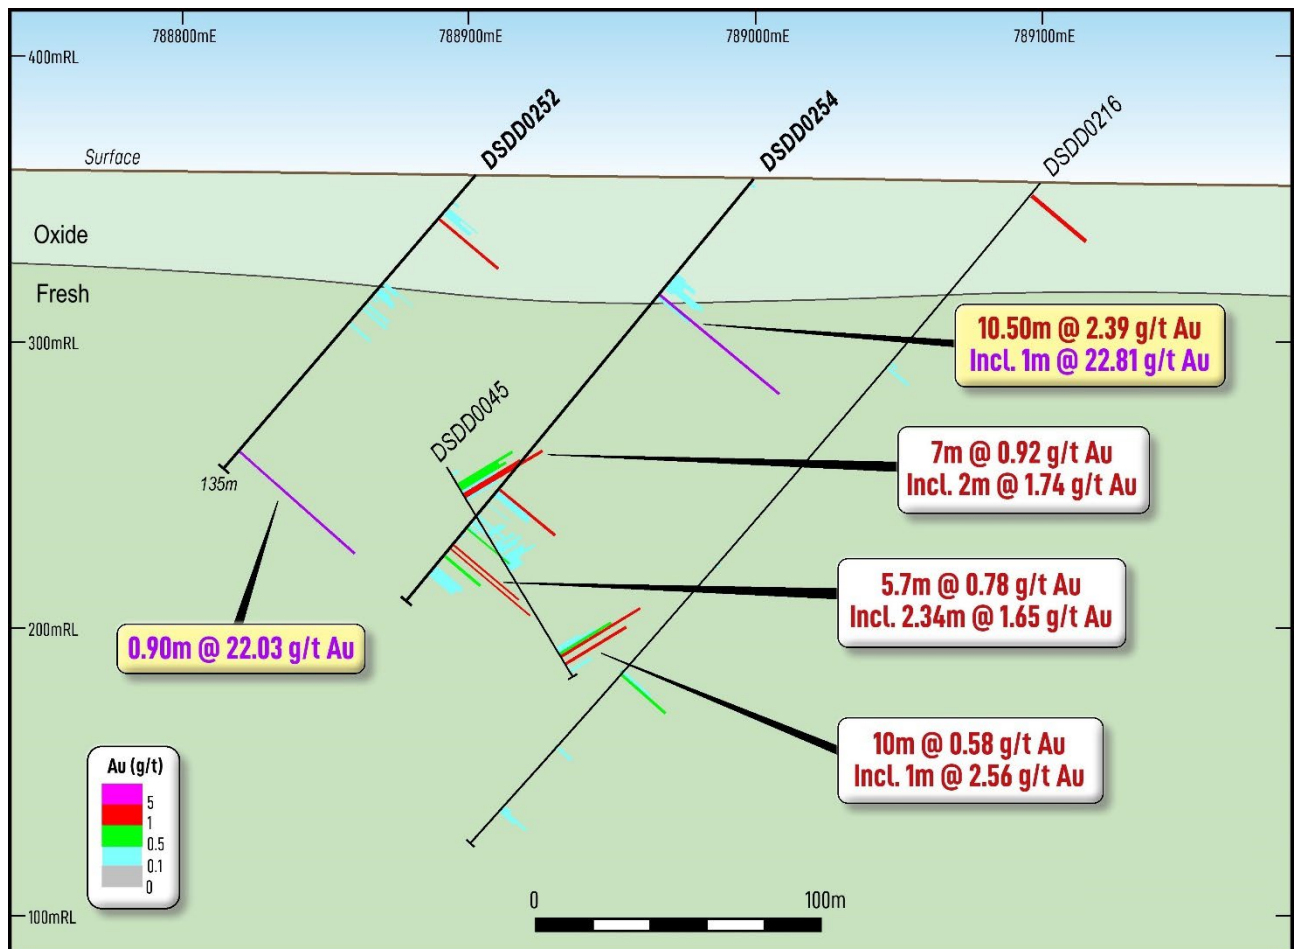 788800mE
788900mE
789000mE
789100mE
400mRL
DSDD0252
DSDD0254
DSDD0216
Surface
Oxide
Fresh
300mRL
10.50m @ 2.39 g/t Au
Incl. 1m @ 22.81 g/t Au
DSDD0045
7m @ 0.92 g/t Au
Incl. 2m @ 1.74 g/t Au
135m
5.7m @ 0.78 g/t Au
Incl. 2.34m @ 1.65 g/t Au
200mRL
0.90m @ 22.03 g/t Au
10m @ 0.58 g/t Au
Incl. 1m @ 2.56 g/t Au
Au (g/t)
5
1
0.5
0.1
0
0
100m
100mRL